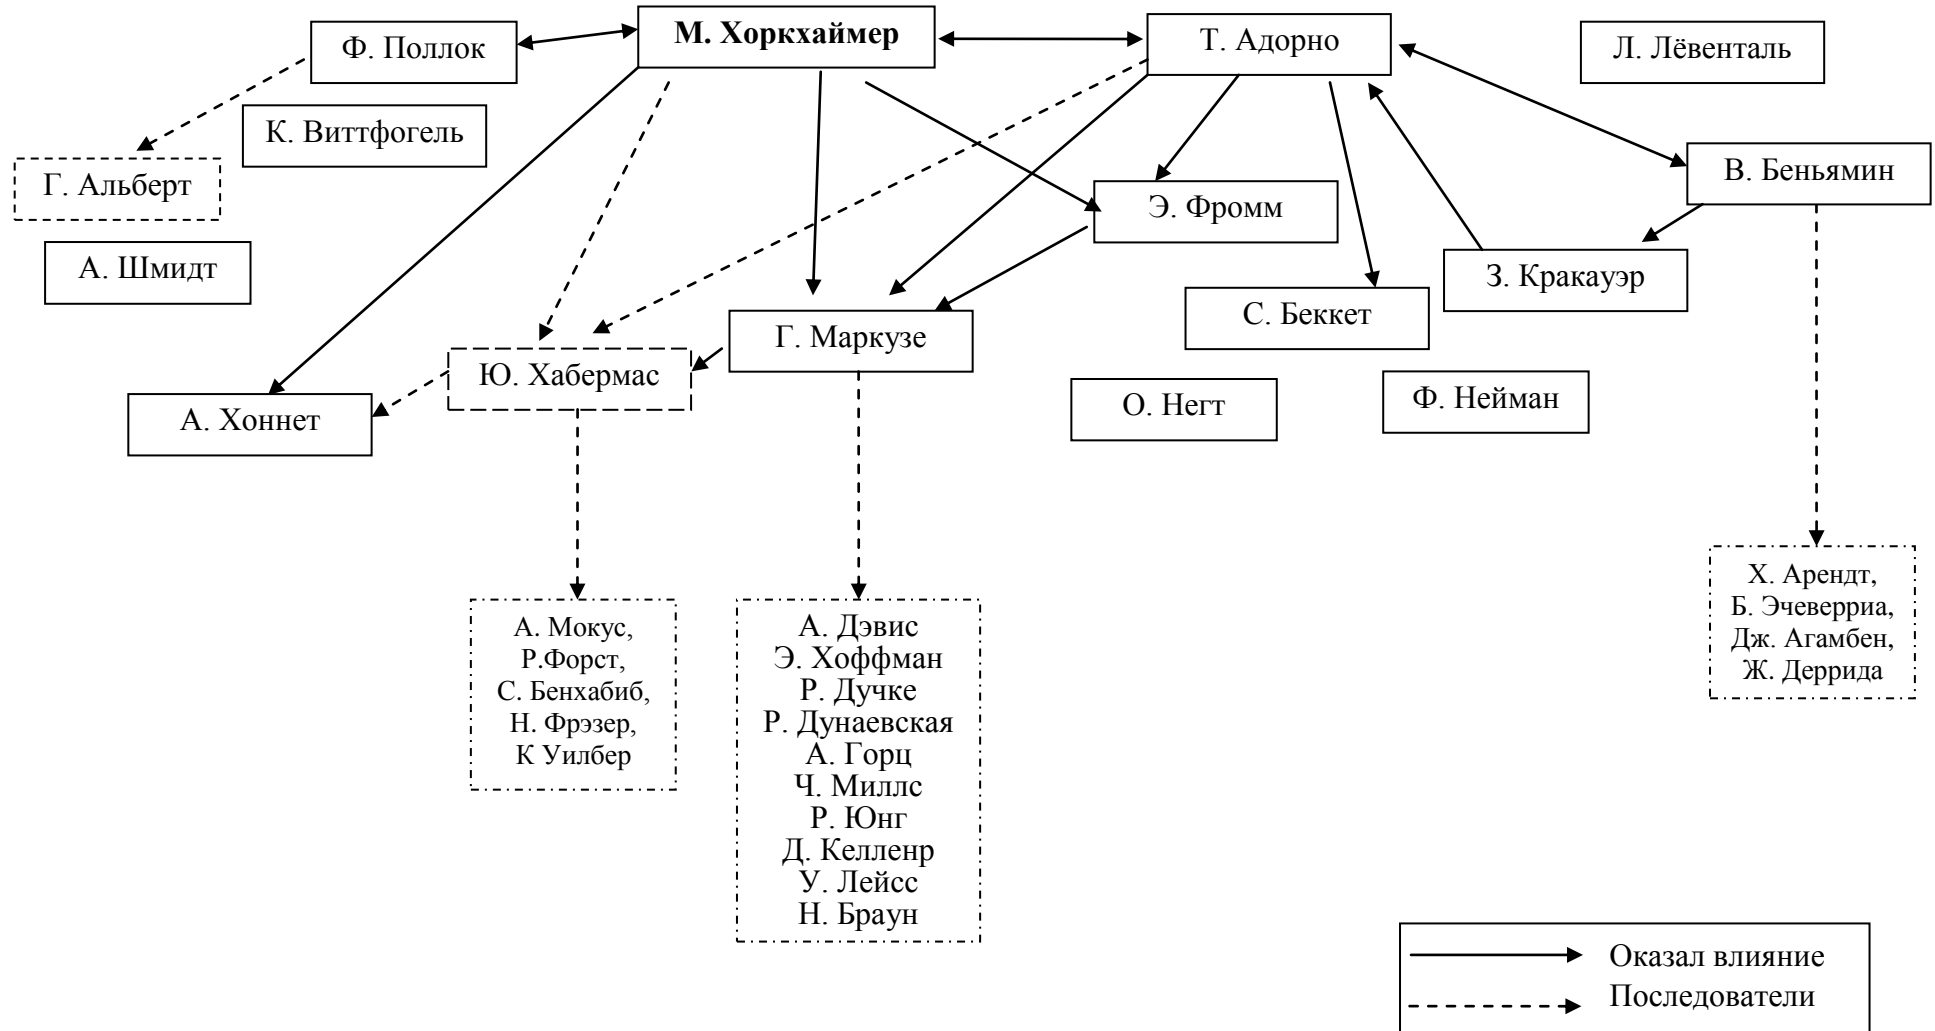 М. Хоркхаймер
Т. Адорно
Ф. Поллок
Л. Лёвенталь
К. Виттфогель
В. Беньямин
Г. Альберт
Э. Фромм
А. Шмидт
З. Кракауэр
С. Беккет
Г. Маркузе
Ю. Хабермас
О. Негт
Ф. Нейман
А. Хоннет
Х. Арендт,
Б. Эчеверриа,
Дж. Агамбен,
Ж. Деррида
А. Мокус,
Р.Форст,
С. Бенхабиб,
Н. Фрэзер,
К Уилбер
А. Дэвис
Э. Хоффман
Р. Дучке
Р. Дунаевская
А. Горц
Ч. Миллс
Р. Юнг
Д. Келленр
У. Лейсс
Н. Браун
Оказал влияние
Последователи